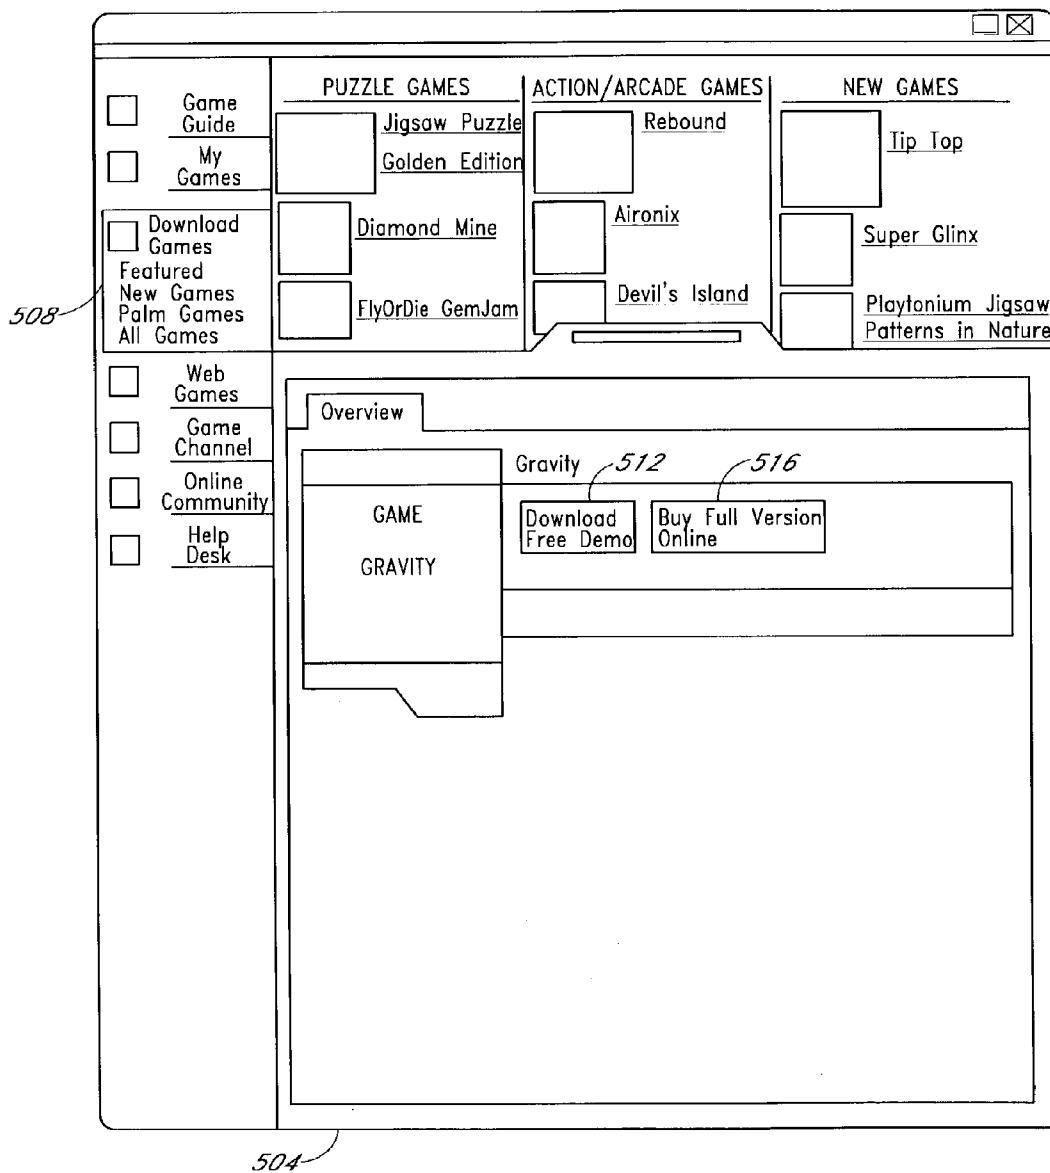 Game
Guide
My
Games
Download
Games
Featured
New Games
Palm Games
All Games
508
Web
Games
Game
Channel
Online
Community
Help
Desk
PUZZLE GAMES
Jigsaw Puzzle
Golden Edition
Diamond Mine
FlyOrDie GemJam
ACTION/ARCADE GAMES
Rebound
Aironix
Devil's Island
NEW GAMES
Tip Top
Super Glinx
Playtonium Jigsaw
Patterns in Nature
Overview
GAME
GRAVITY
Gravity
512
516
Download
Free Demo
Buy Full Version
Online
504